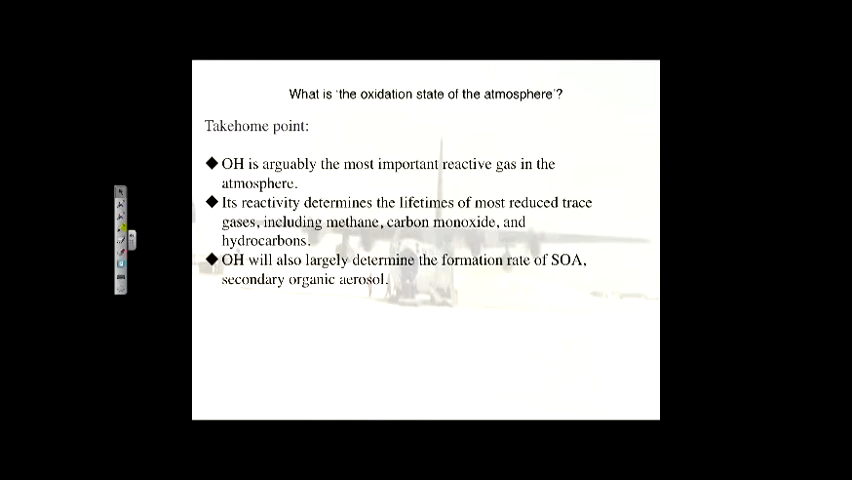 What is 'the oxidation state of the atmosphere'?
Takehome point:
◆ OH is arguably the most important reactive gas in the
atmosphere.
◆ Its reactivity determines the lifetimes of most reduced trace
gases, including methane, carbon monoxide, and
hydrocarbons.
◆ OH will also largely determine the formation rate of SOA,
secondary organic aerosol.